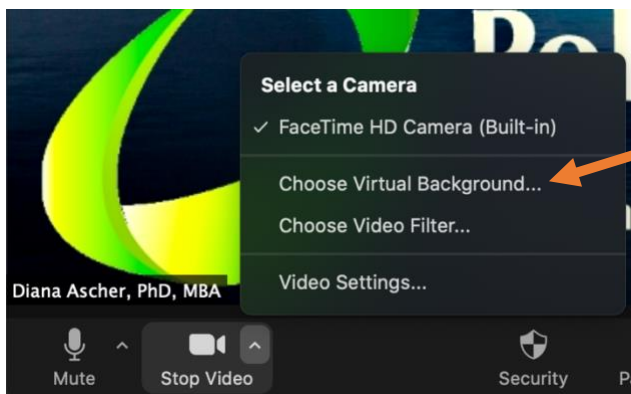 Select a Camera
✓ FaceTime HD Camera (Built-in)
Choose Virtual Background...
Choose Video Filter...
Video Settings...
Diana Ascher, PhD, MBA
Mute
Stop Video
Security